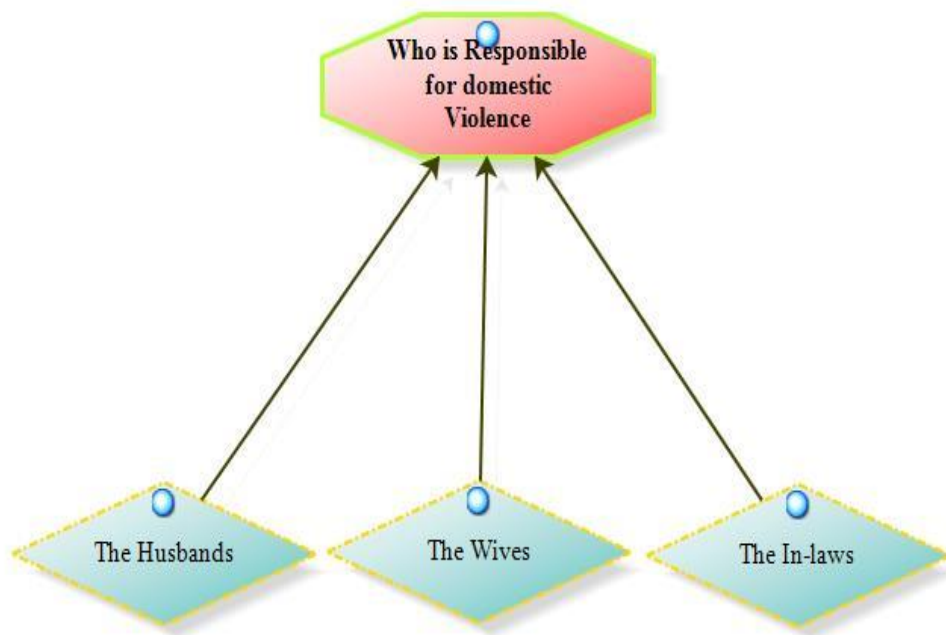 Who is Responsible
for domestic
Violence
The Husbands
The Wives
The In-laws